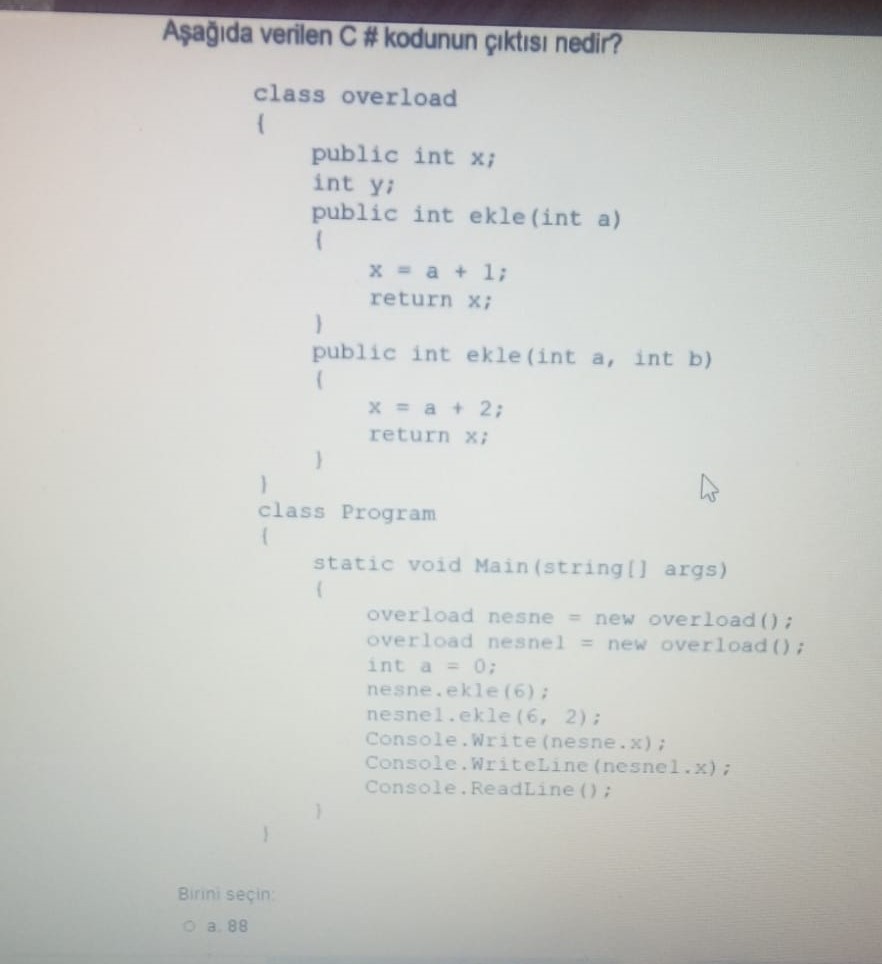 Aşağıda verilen C # kodunun çıktısı nedir?
class overload
{
public int x;
int y;
public int ekle(int a)
{
x = a + 1;
return x;
}
public int ekle(int a, int b)
{
x = a + 2;
return x;
}
}
class Program
{
static void Main(string[] args)
{
overload nesne = new overload();
overload nesne1 = new overload();
int a = 0;
nesne.ekle(6);
nesne1.ekle(6, 2);
Console.Write(nesne.x);
Console.WriteLine(nesne1.x);
Console.ReadLine();
}
}
Birini seçin:
a. 88